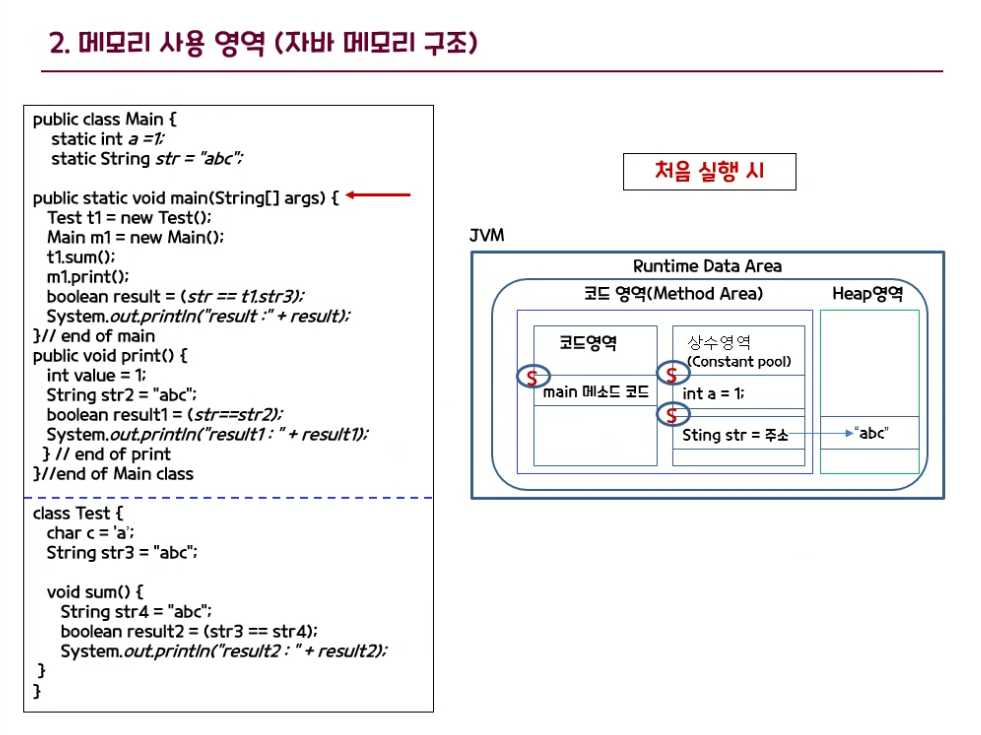 2. 메모리 사용 영역 (자바 메모리 구조)
public class Main {
static int a =1;
static String str = "abc";
public static void main(String[] args) {
Test t1 = new Test();
Main m1 = new Main();
t1.sum();
m1.print();
boolean result = (str == t1.str3);
System.out.println("result :" + result);
}// end of main
public void print() {
int value = 1;
String str2 = "abc";
boolean result1 = (str==str2);
System.out.println("result1 : " + result1);
} // end of print
}//end of Main class
class Test {
char c = 'a';
String str3 = "abc";
void sum() {
String str4 = "abc";
boolean result2 = (str3 == str4);
System.out.println("result2 : " + result2);
}
}
처음 실행 시
JVM
Runtime Data Area
코드 영역(Method Area)
Heap영역
코드영역
상수영역
(Constant pool)
S
S
main 메소드 코드
int a = 1;
S
Sting str = 주소
"abc"